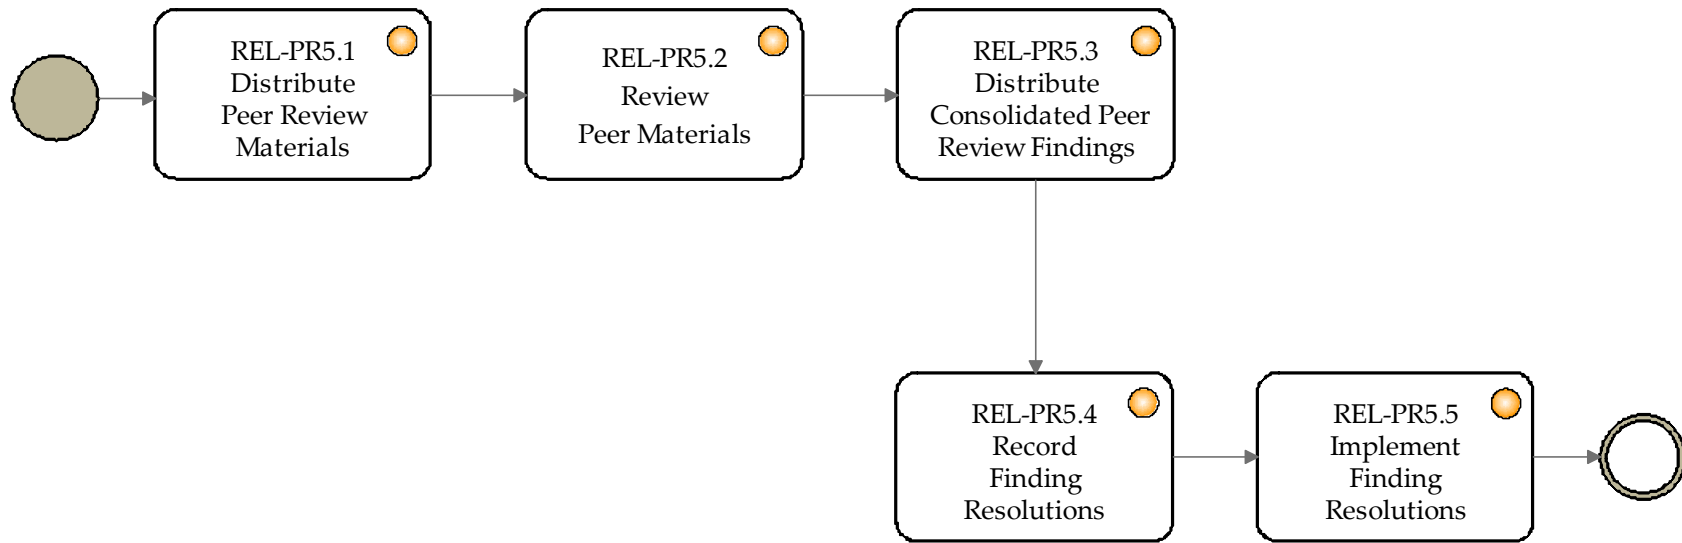 REL-PR5.1
Distribute
Peer Review
Materials
REL-PR5.2
Review
Peer Materials
REL-PR5.3
Distribute
Consolidated Peer
Review Findings
REL-PR5.4
Record
Finding
Resolutions
REL-PR5.5
Implement
Finding
Resolutions